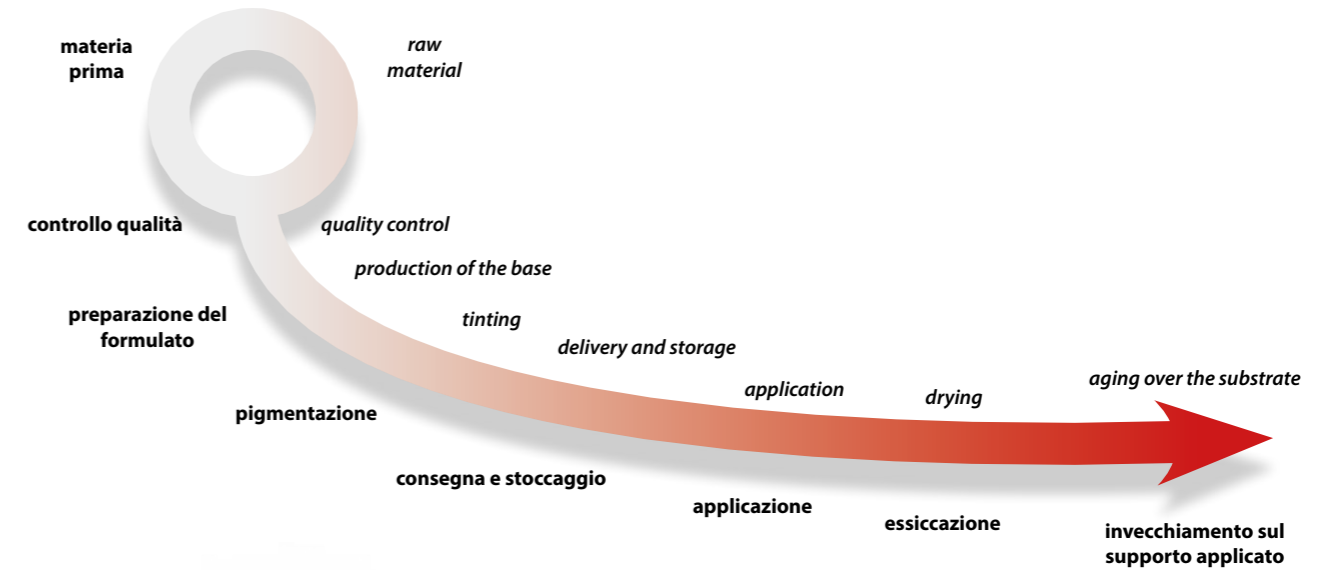 materia
prima
raw
material
controllo qualità
quality control
production of the base
preparazione del
formulato
tinting
delivery and storage
pigmentazione
application
drying
aging over the substrate
consegna e stoccaggio
applicazione
essiccazione
invecchiamento sul
supporto applicato